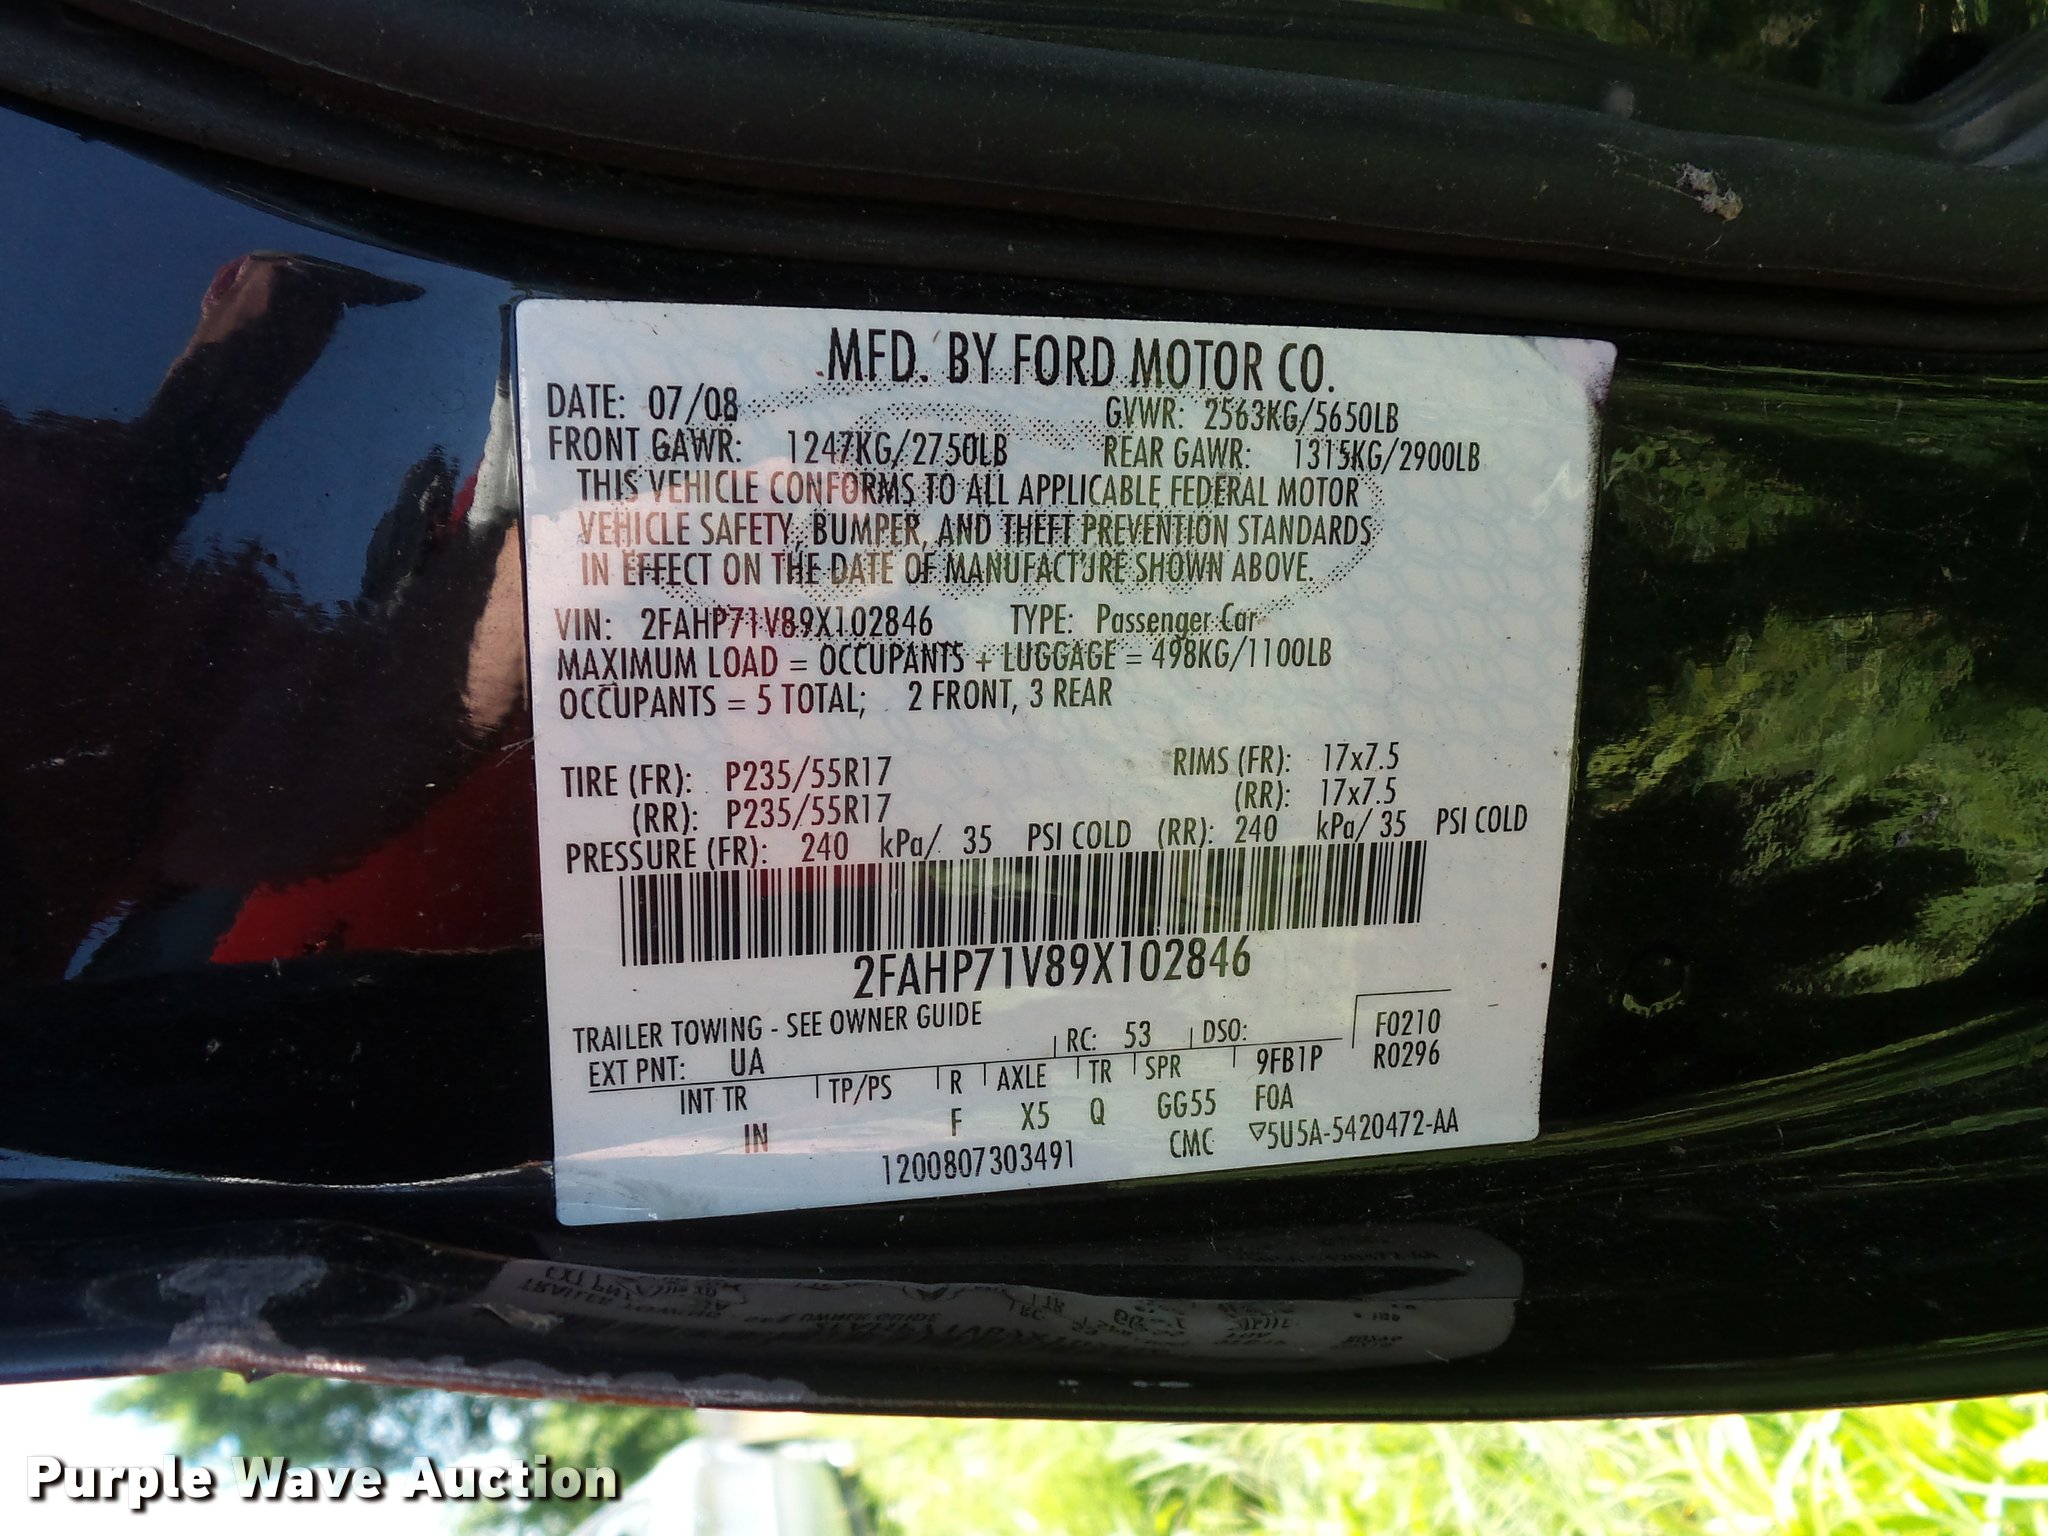 MFD. BY FORD MOTOR CO.
DATE: 07/08 GVWR: 2563KG/5650LB
FRONT GAWR: 1247KG/2750LB REAR GAWR: 1315KG/2900LB
THIS VEHICLE CONFORMS TO ALL APPLICABLE FEDERAL MOTOR
VEHICLE SAFETY, BUMPER, AND THEFT PREVENTION STANDARDS
IN EFFECT ON THE DATE OF MANUFACTURE SHOWN ABOVE.
VIN: 2FAHP71V89X102846 TYPE: Passenger Car
MAXIMUM LOAD = OCCUPANTS + LUGGAGE = 498KG/1100LB
OCCUPANTS = 5 TOTAL; 2 FRONT, 3 REAR
TIRE (FR): P235/55R17 RIMS (FR): 17x7.5
(RR): P235/55R17 (RR): 17x7.5
PRESSURE (FR): 240 kPa/ 35 PSI COLD (RR): 240 kPa/ 35 PSI COLD
2FAHP71V89X102846
TRAILER TOWING - SEE OWNER GUIDE
EXT PNT: UA RC: 53 DSO: F0210
INT TR TP/PS R AXLE TR SPR 9FB1P R0296
IN F X5 Q GG55 F0A
1200807303491 CMC ▽5U5A-5420472-AA
Purple Wave Auction